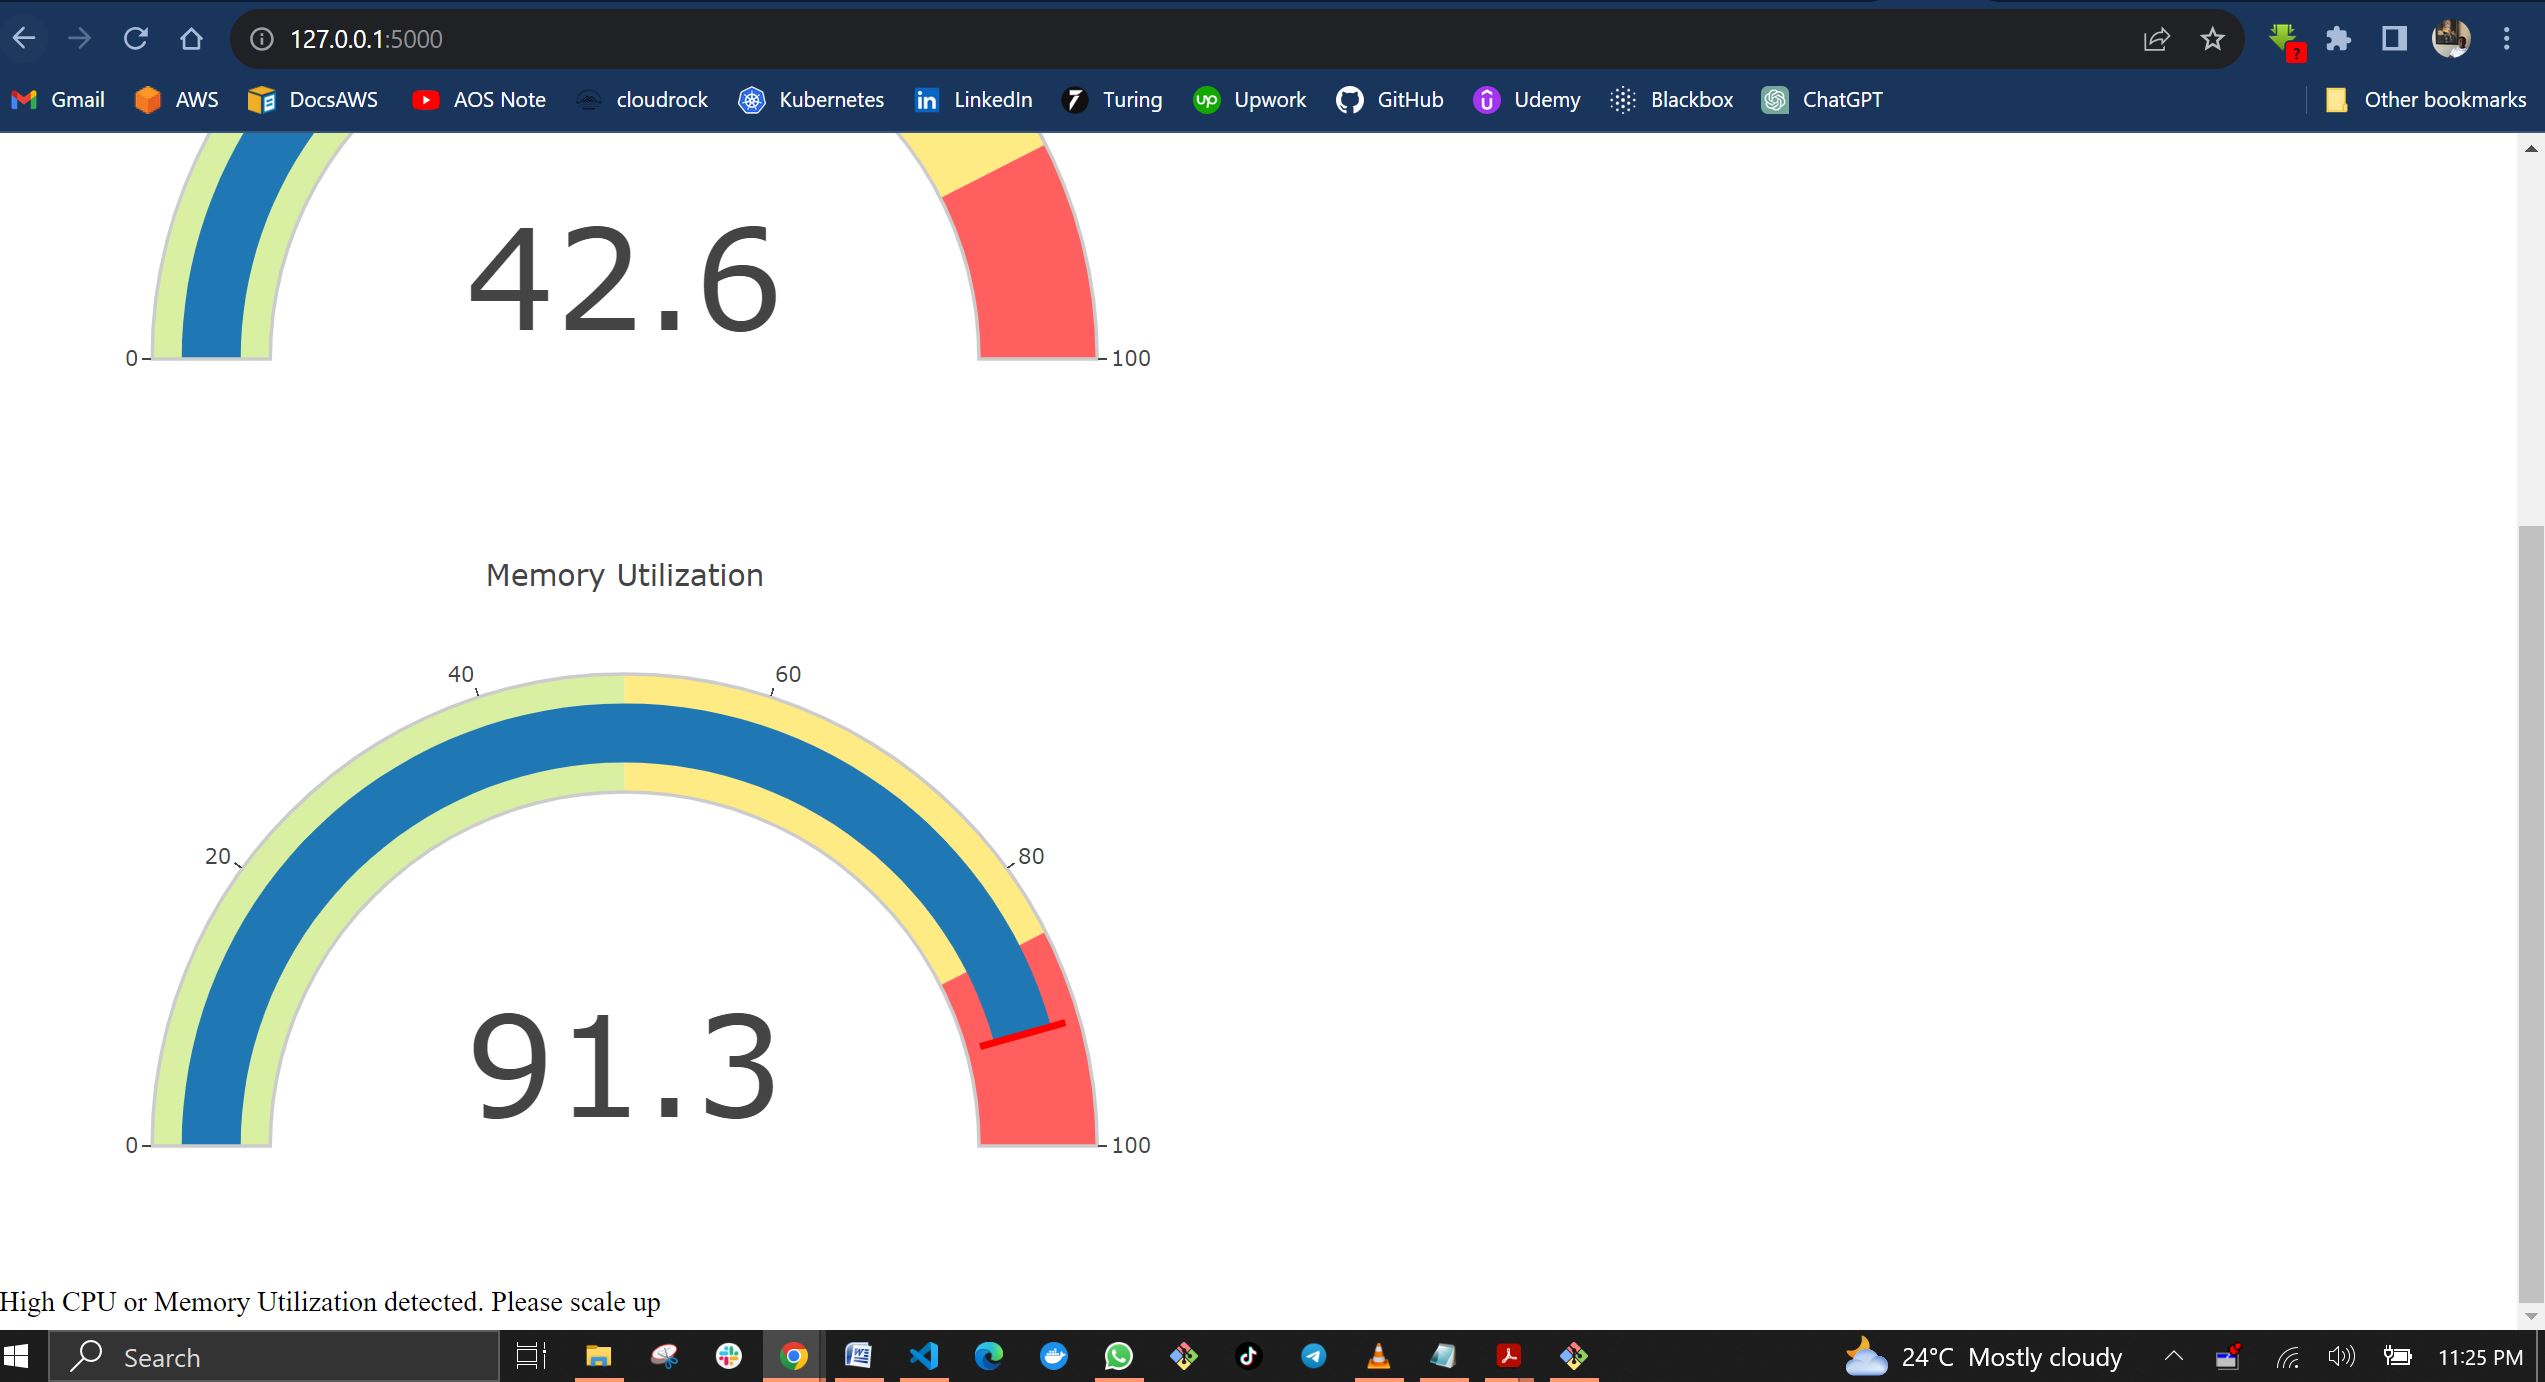 127.0.0.1:5000
?
Gmail AWS DocsAWS AOS Note cloudrock Kubernetes LinkedIn Turing Upwork GitHub Udemy Blackbox ChatGPT Other bookmarks
42.6
0 100
Memory Utilization
40 60
20 80
91.3
0 100
High CPU or Memory Utilization detected. Please scale up
Search 24°C Mostly cloudy 11:25 PM